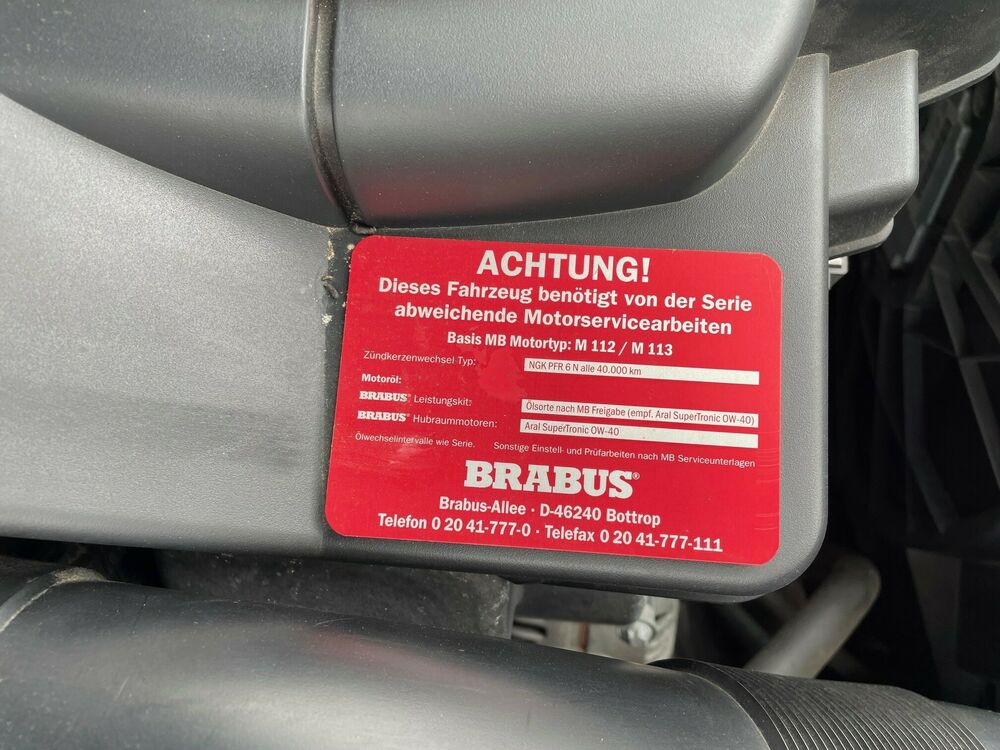 ACHTUNG!
Dieses Fahrzeug benötigt von der Serie
abweichende Motorservicearbeiten
Basis MB Motortyp: M 112 / M 113
Zündkerzenwechsel Typ: NGK PFR 6 N alle 40.000 km
Motoröl:
BRABUS® Leistungskit: Ölsorte nach MB Freigabe (empf. Aral SuperTronic OW-40)
BRABUS® Hubraummotoren: Aral SuperTronic OW-40
Ölwechselintervalle wie Serie. Sonstige Einstell- und Prüfarbeiten nach MB Serviceunterlagen
BRABUS®
Brabus-Allee · D-46240 Bottrop
Telefon 0 20 41-777-0 · Telefax 0 20 41-777-111